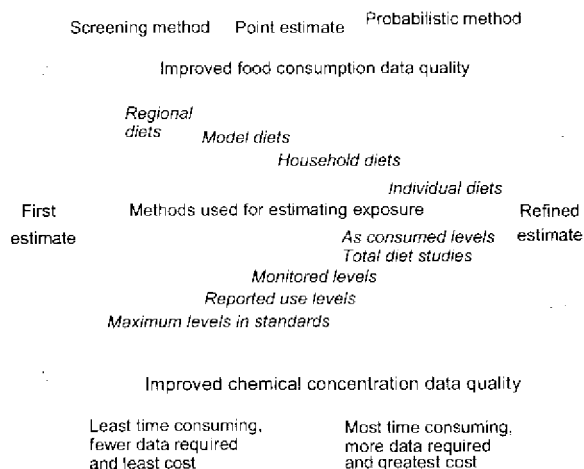 Screening method Point estimate Probabilistic method
Improved food consumption data quality
Regional
diets
Model diets
Household diets
Individual diets
First
estimate
Methods used for estimating exposure
Refined
estimate
As consumed levels
Total diet studies
Monitored levels
Reported use levels
Maximum levels in standards
Improved chemical concentration data quality
Least time consuming,
fewer data required
and least cost
Most time consuming,
more data required
and greatest cost